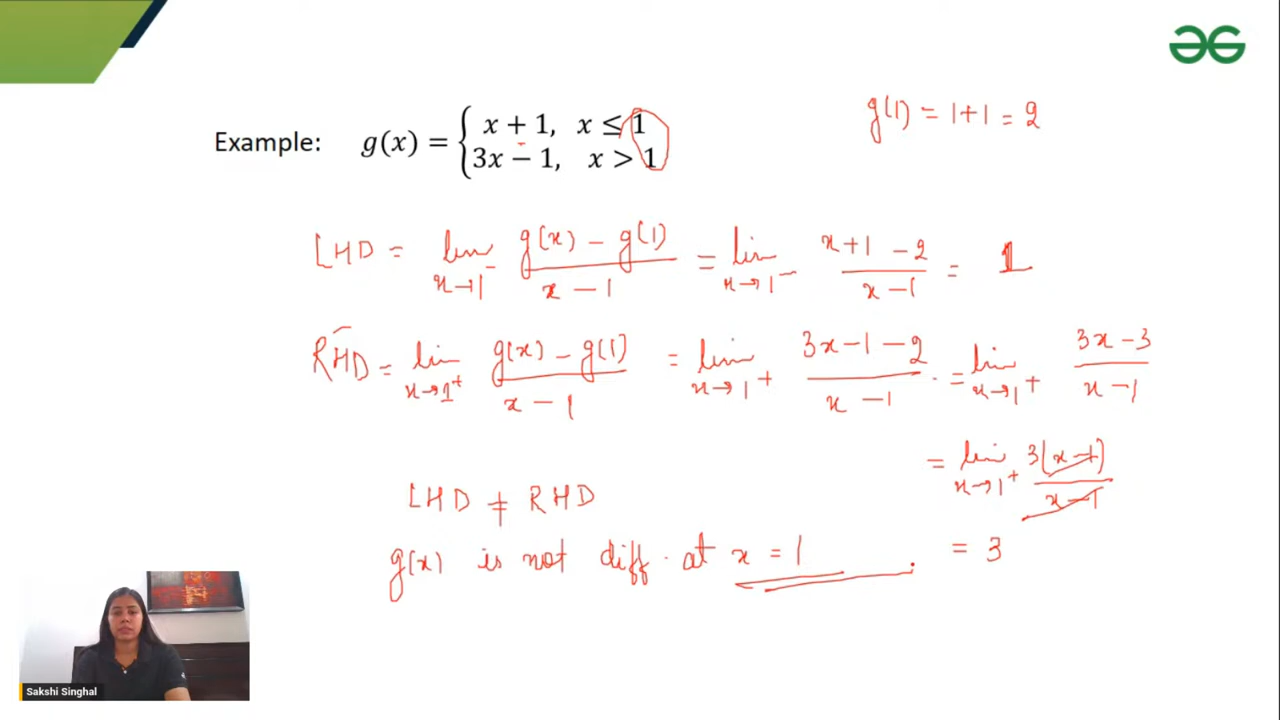 Example: g(x) = { x + 1, x ≤ 1
3x − 1, x > 1
g(1) = 1+1 = 2
LHD = lim x→1⁻ g(x) − g(1) / x − 1 = lim x→1⁻ x+1 −2 / x−1 = 1
RHD = lim x→1⁺ g(x) − g(1) / x − 1 = lim x→1⁺ 3x−1−2 / x −1 = lim x→1⁺ 3x−3 / x−1
= lim x→1⁺ 3(x−1) / x−1
LHD ≠ RHD
g(x) is not diff. at x = 1
= 3
Sakshi Singhal